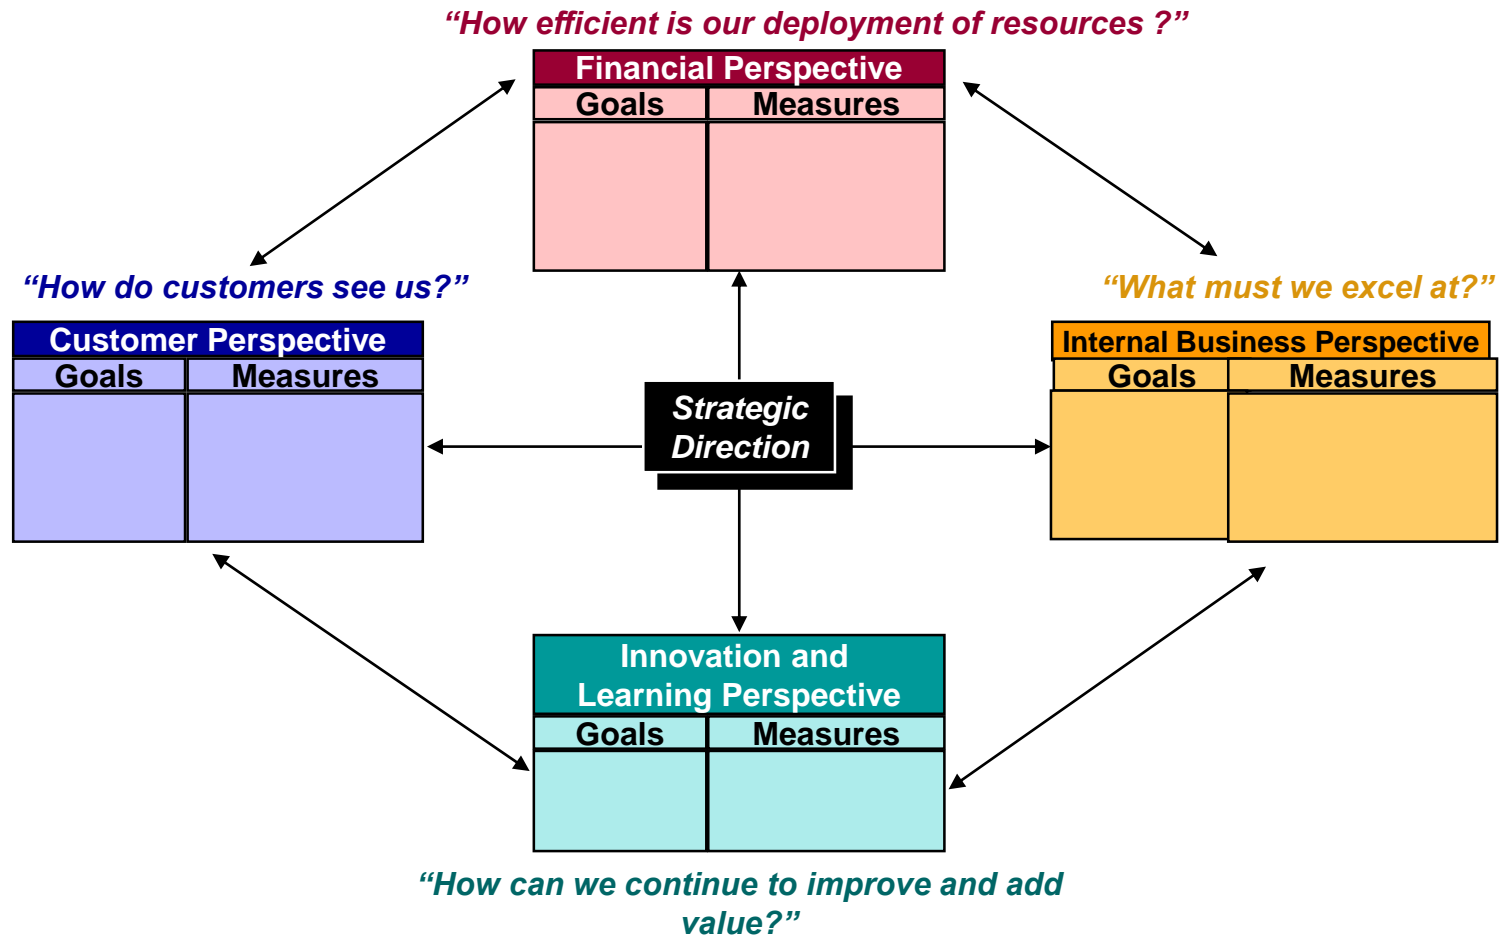 “How efficient is our deployment of resources ?”
Financial Perspective
Goals Measures
“How do customers see us?”
Customer Perspective
Goals Measures
Strategic
Direction
“What must we excel at?”
Internal Business Perspective
Goals Measures
Innovation and
Learning Perspective
Goals Measures
“How can we continue to improve and add
value?”